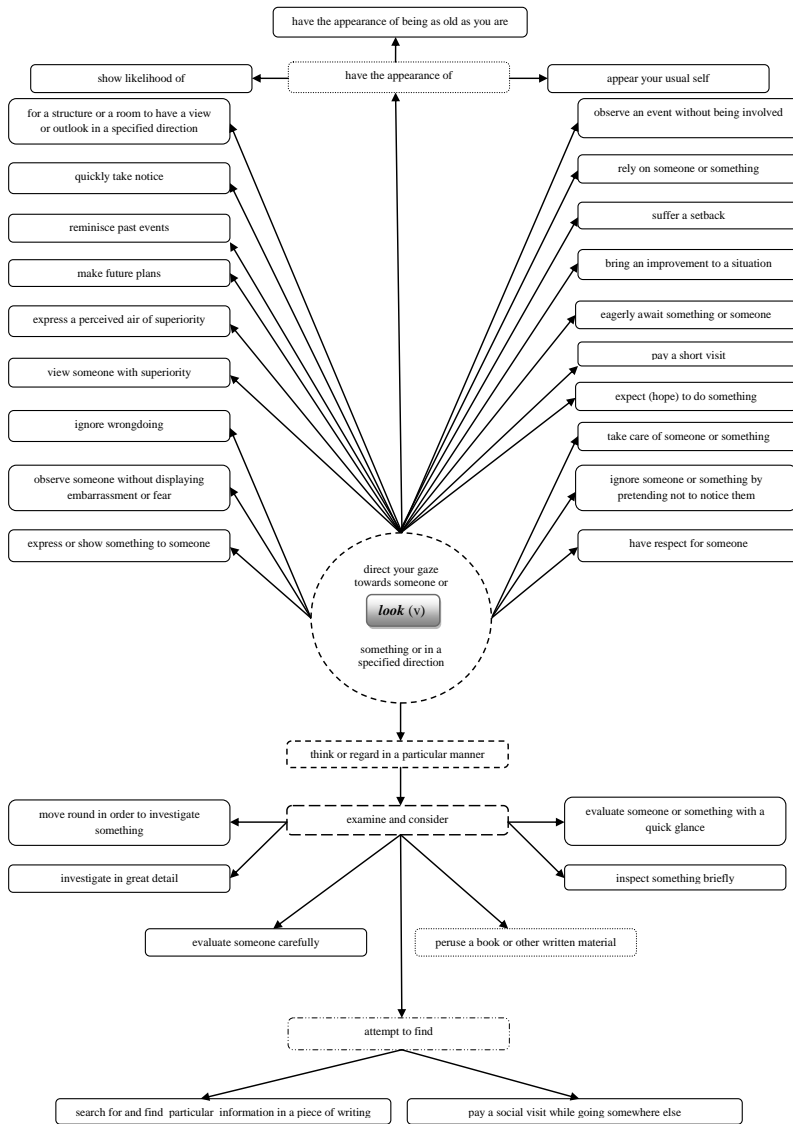 have the appearance of being as old as you are
show likelihood of
have the appearance of
appear your usual self
for a structure or a room to have a view
or outlook in a specified direction
quickly take notice
reminisce past events
make future plans
express a perceived air of superiority
view someone with superiority
ignore wrongdoing
observe someone without displaying
embarrassment or fear
express or show something to someone
observe an event without being involved
rely on someone or something
suffer a setback
bring an improvement to a situation
eagerly await something or someone
pay a short visit
expect (hope) to do something
take care of someone or something
ignore someone or something by
pretending not to notice them
have respect for someone
direct your gaze
towards someone or
look (v)
something or in a
specified direction
think or regard in a particular manner
examine and consider
move round in order to investigate
something
investigate in great detail
evaluate someone or something with a
quick glance
inspect something briefly
evaluate someone carefully
peruse a book or other written material
attempt to find
search for and find particular information in a piece of writing
pay a social visit while going somewhere else